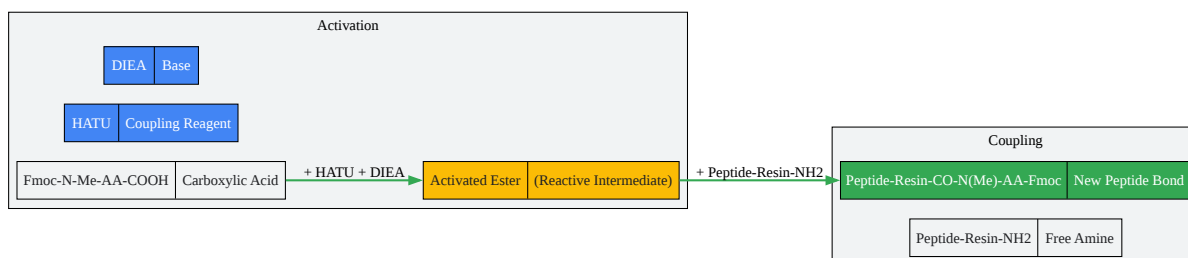 Activation
DIEA Base
HATU Coupling Reagent
Fmoc-N-Me-AA-COOH Carboxylic Acid
+ HATU + DIEA
Activated Ester (Reactive Intermediate)
+ Peptide-Resin-NH2
Coupling
Peptide-Resin-CO-N(Me)-AA-Fmoc New Peptide Bond
Peptide-Resin-NH2 Free Amine